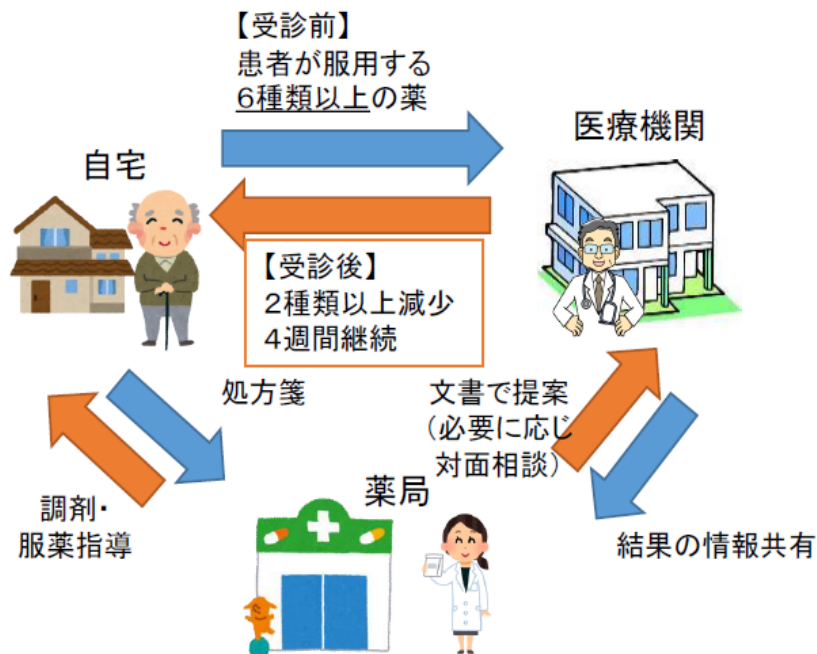 【受診前】
患者が服用する
6種類以上の薬
医療機関
自宅
【受診後】
2種類以上減少
4週間継続
処方箋
文書で提案
(必要に応じ
対面相談)
薬局
調剤・
服薬指導
結果の情報共有